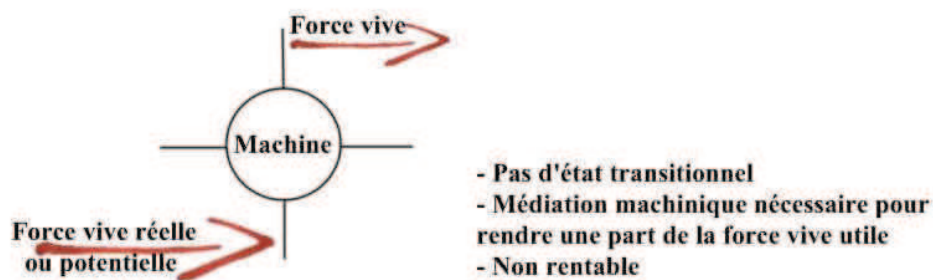 Force vive
Machine
Force vive réelle
ou potentielle
- Pas d'état transitionnel
- Médiation machinique nécessaire pour
rendre une part de la force vive utile
- Non rentable